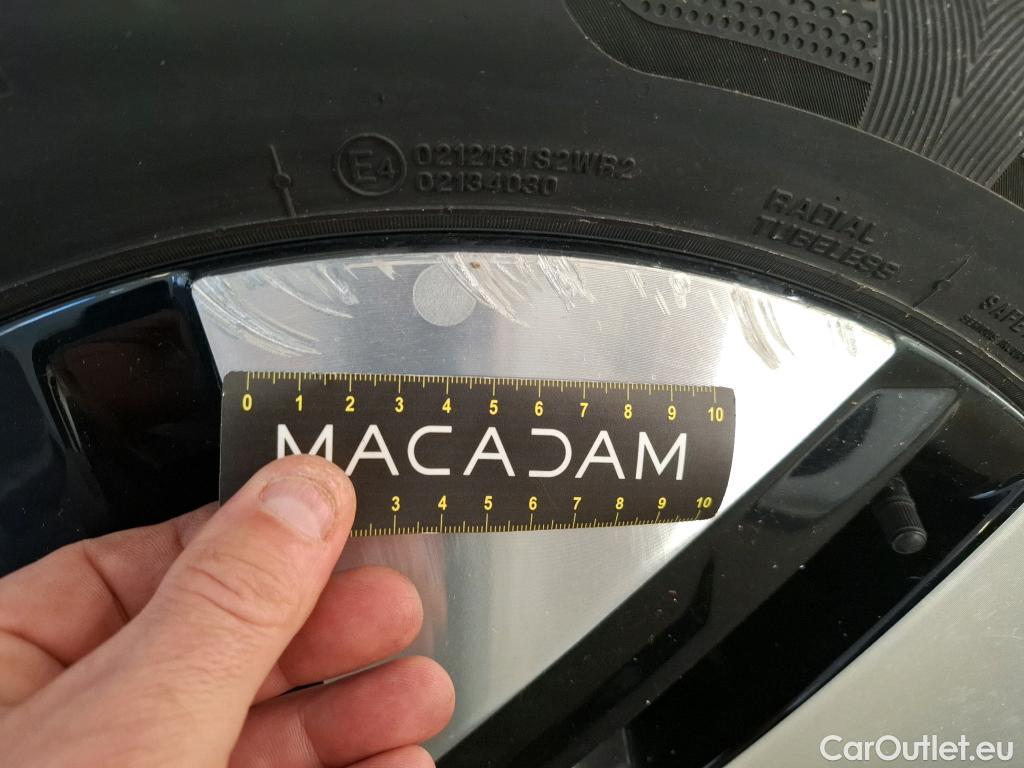 E4
0212131S2WR2
02134030
RADIAL
TUBELESS
SAFE
0 1 2 3 4 5 6 7 8 9 10
MACADAM
3 4 5 6 7 8 9 10
CarOutlet.eu